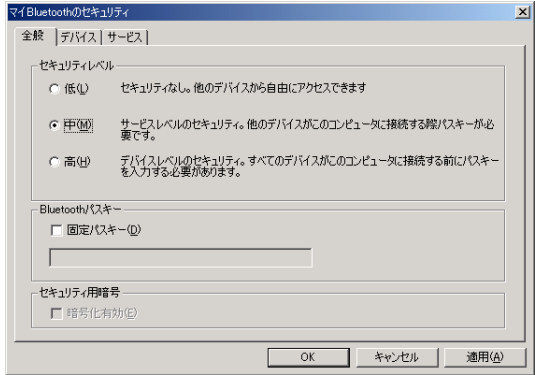 マイBluetoothのセキュリティ
全般 デバイス サービス
セキュリティレベル
低(L) セキュリティなし。他のデバイスから自由にアクセスできます
中(M) サービスレベルのセキュリティ。他のデバイスがこのコンピュータに接続する際パスキーが必
要です。
高(H) デバイスレベルのセキュリティ。すべてのデバイスがこのコンピュータに接続する前にパスキー
を入力する必要があります。
Bluetoothパスキー
固定パスキー(D)
セキュリティ用暗号
暗号化有効(E)
OK キャンセル 適用(A)